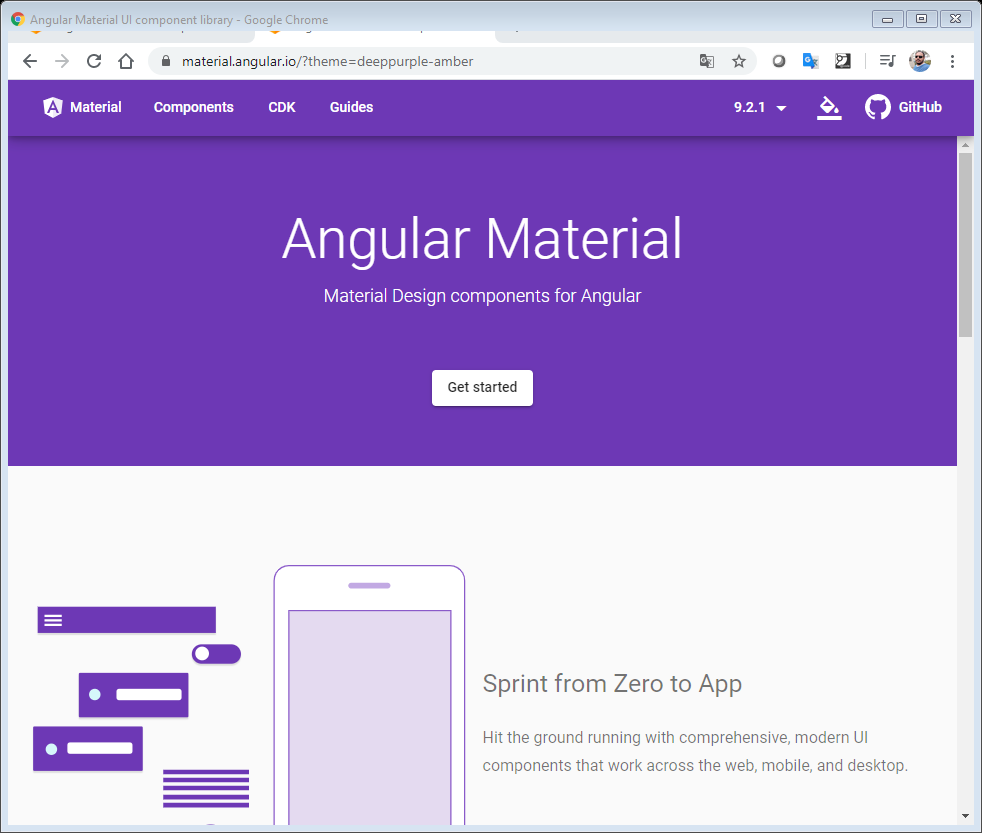 Angular Material UI component library - Google Chrome
material.angular.io/?theme=deeppurple-amber
Material Components CDK Guides 9.2.1 GitHub
Angular Material
Material Design components for Angular
Get started
Sprint from Zero to App
Hit the ground running with comprehensive, modern UI
components that work across the web, mobile, and desktop.